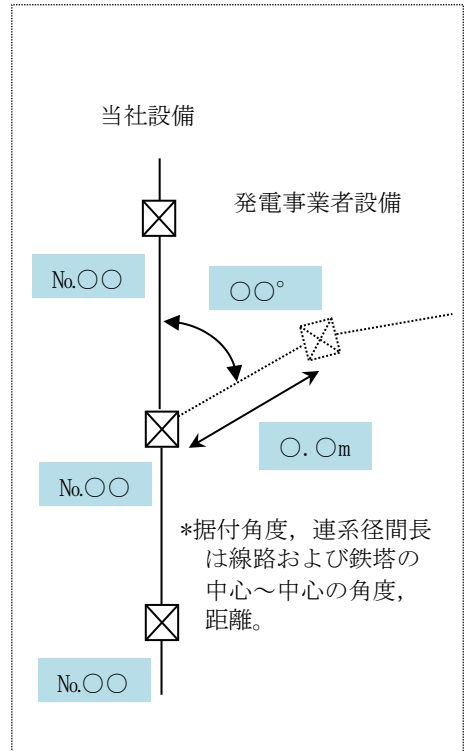 当社設備
発電事業者設備
№○○
○○°
○.○m
№○○
*据付角度，連系径間長
は線路および鉄塔の
中心～中心の角度，
距離。
№○○